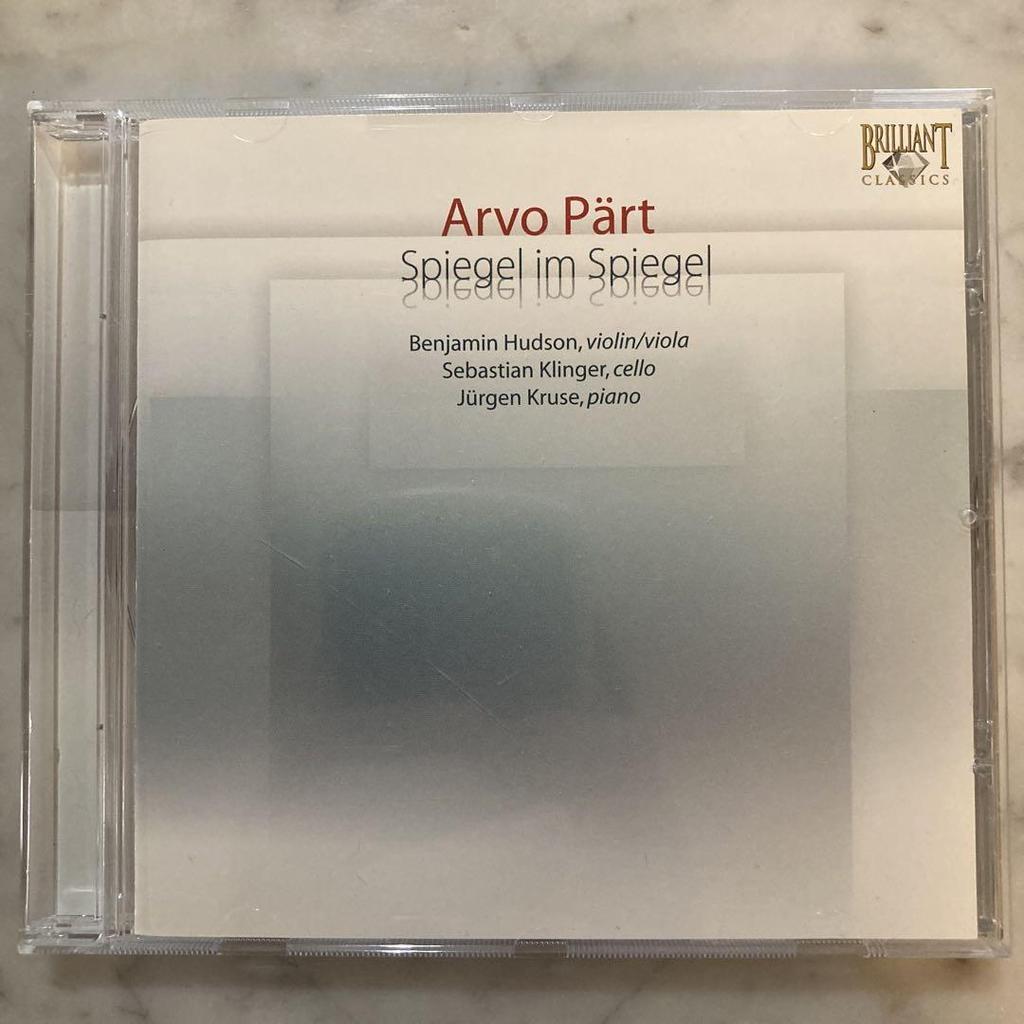 BRILLIANT
CLASSICS
Arvo Pärt
Spiegel im Spiegel
Benjamin Hudson, violin/viola
Sebastian Klinger, cello
Jürgen Kruse, piano